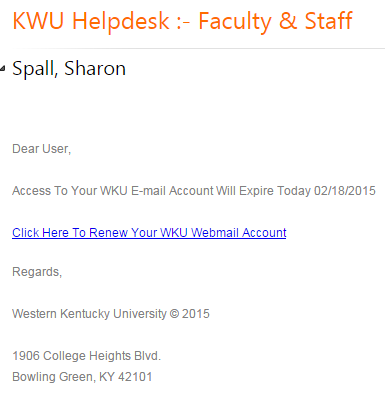 KWU Helpdesk :- Faculty & Staff
Spall, Sharon
Dear User,
Access To Your WKU E-mail Account Will Expire Today 02/18/2015
Click Here To Renew Your WKU Webmail Account
Regards,
Western Kentucky University © 2015
1906 College Heights Blvd.
Bowling Green, KY 42101